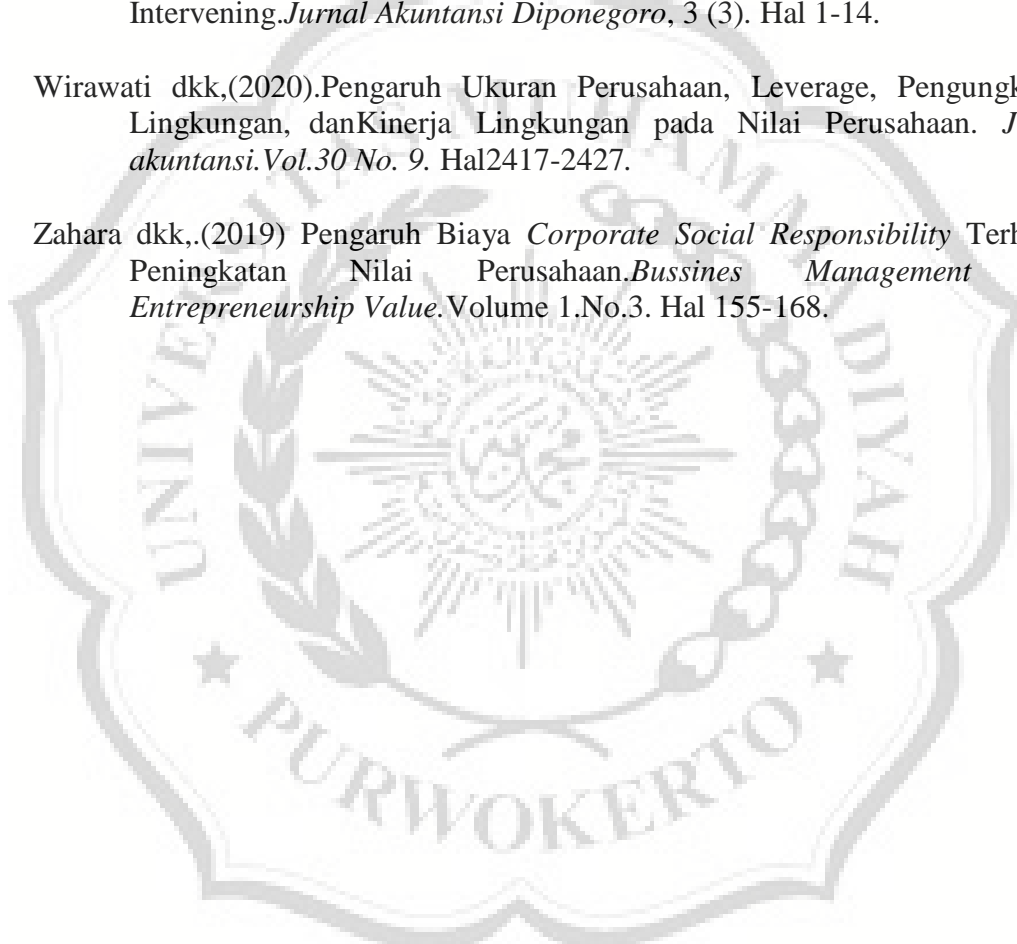 Intervening.Jurnal Akuntansi Diponegoro, 3 (3). Hal 1-14.
Wirawati dkk,(2020).Pengaruh Ukuran Perusahaan, Leverage,
Lingkungan, danKinerja Lingkungan pada Nilai Perusahaan.
akuntansi.Vol.30 No. 9. Hal2417-2427.
Zahara dkk,.(2019) Pengaruh Biaya Corporate Social Responsibility
Peningkatan Nilai Perusahaan.Bussines Management
Entrepreneurship Value.Volume 1.No.3. Hal 155-168.
UNIVERSITAS MUHAMMADIYAH
PURWOKERTO